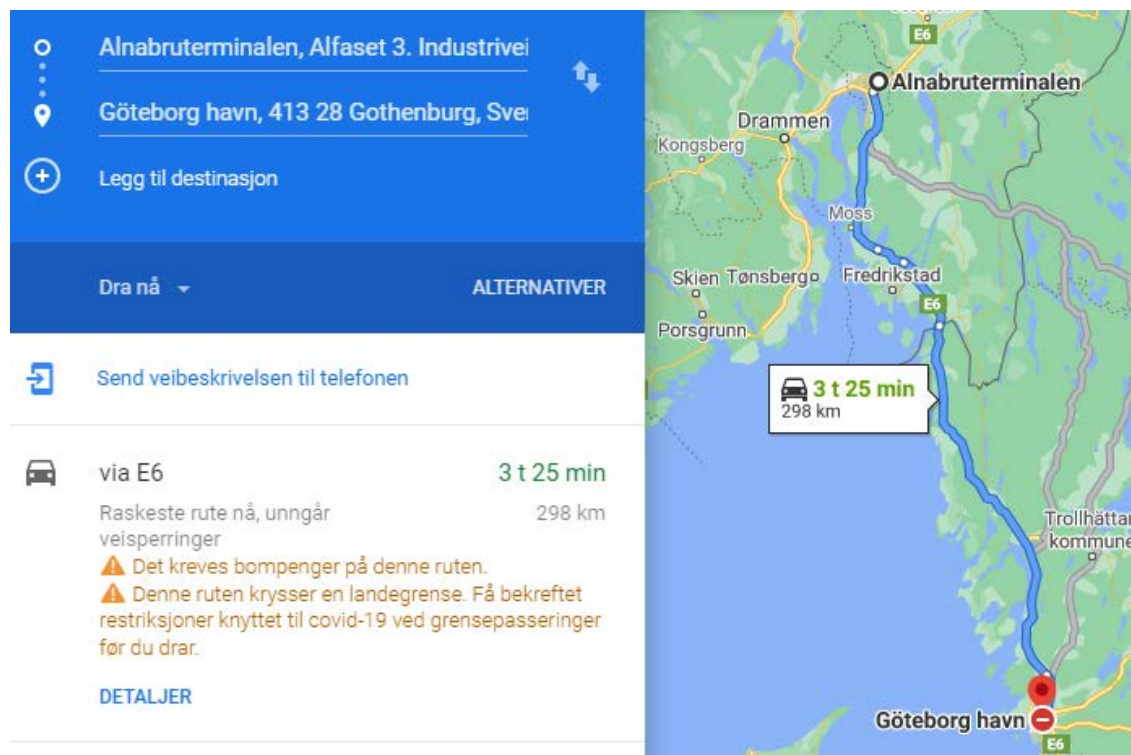 Alnabruterminalen, Alfaset 3. Industrivei
Göteborg havn, 413 28 Gothenburg, Sver
Legg til destinasjon
Dra nå
ALTERNATIVER
Send veibeskrivelsen til telefonen
via E6
3 t 25 min
Raskeste rute nå, unngår
298 km
veisperringer
Det kreves bompenger på denne ruten.
Denne ruten krysser en landegrense. Få bekreftet
restriksjoner knyttet til covid-19 ved grensepasseringer
før du drar.
DETALJER
E6
Alnabruterminalen
Drammen
Kongsberg
Moss
Skien
Tønsberg
Fredrikstad
E6
Porsgrunn
3 t 25 min
298 km
Trollhättan
kommune
Göteborg havn
E6